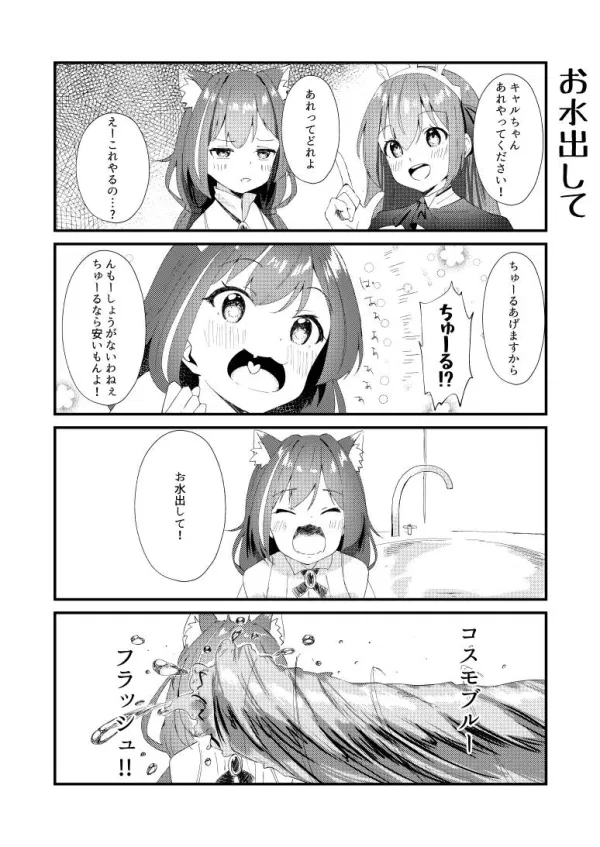 お水出して
キャルちゃん
あれやってください！
あれってどれよ
えーこれやるの…？
ちゅーるあげますから
ちゅーる!?
んもーしょうがないわねぇ
ちゅーるなら安いもんよ！
お水出して！
コスモブルー
フラッシュ!!